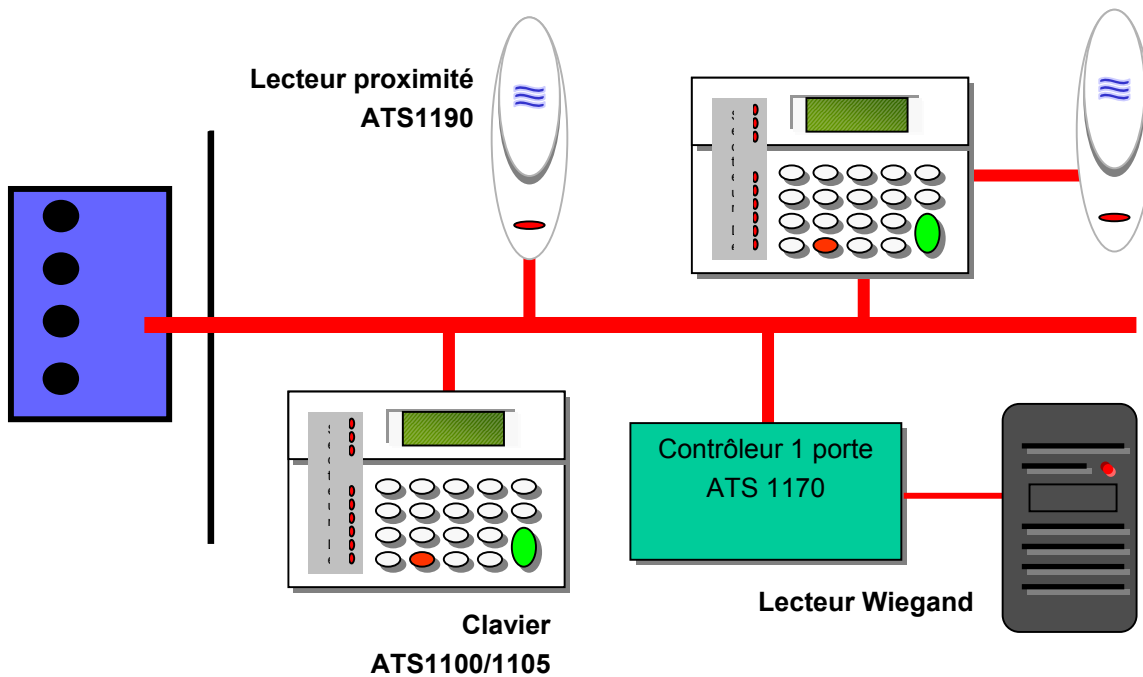 Lecteur proximité
ATS1190
Contrôleur 1 porte
ATS 1170
Lecteur Wiegand
Clavier
ATS1100/1105